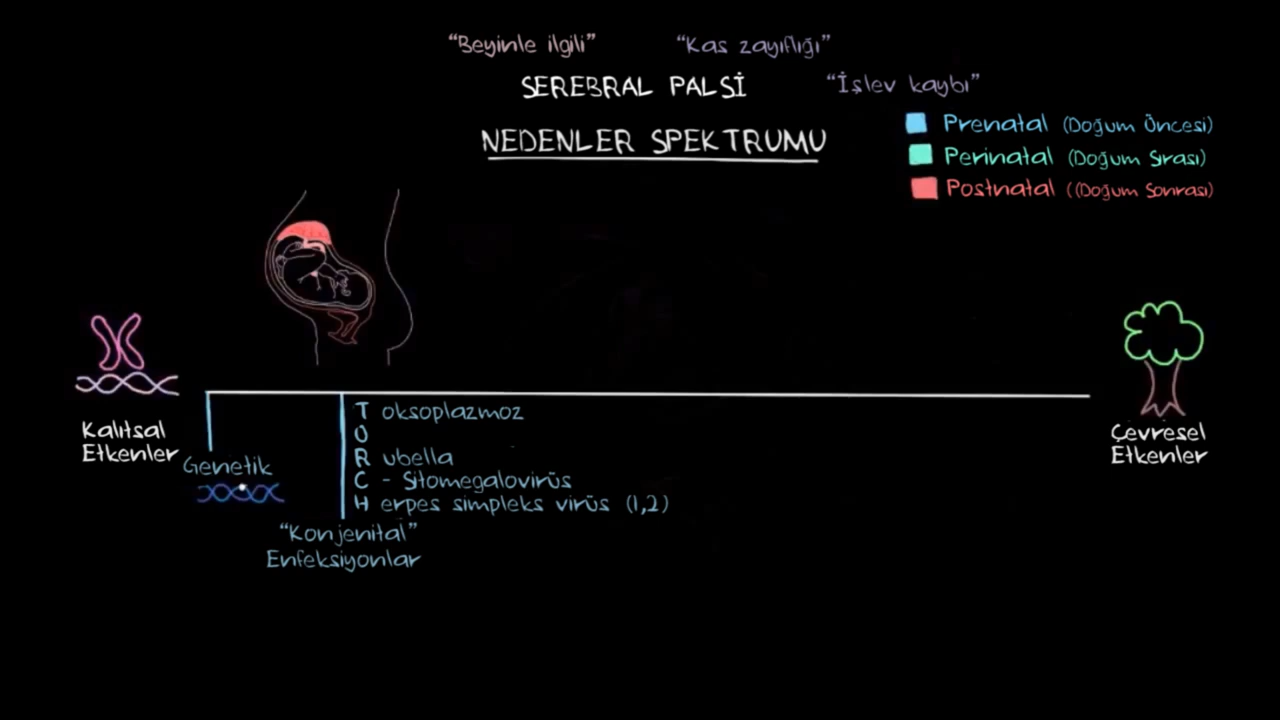 “Beyinle ilgili” “Kas zayıflığı”
SEREBRAL PALSİ “İşlev kaybı”
NEDENLER SPEKTRUMU
Prenatal (Doğum Öncesi)
Perinatal (Doğum Sırası)
Postnatal ((Doğum Sonrası)
Kalıtsal
Etkenler
Genetik
T oksoplazmoz
O
R ubella
C - Sitomegalovirüs
H erpes simpleks virüs (1,2)
“Konjenital”
Enfeksiyonlar
Çevresel
Etkenler